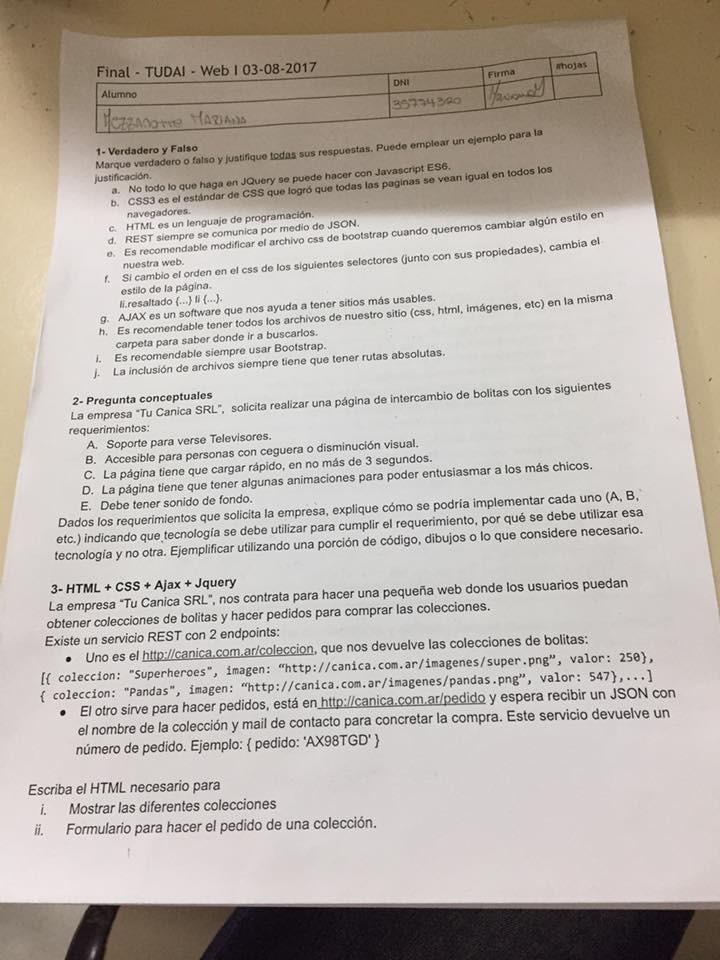 Final - TUDAI - Web I 03-08-2017
Alumno DNI Firma #hojas
MEZZANOTTE MARIANA 35774320
1- Verdadero y Falso
Marque verdadero o falso y justifique todas sus respuestas. Puede emplear un ejemplo para la
justificación.
a. No todo lo que haga en JQuery se puede hacer con Javascript ES6.
b. CSS3 es el estándar de CSS que logró que todas las paginas se vean igual en todos los
navegadores.
c. HTML es un lenguaje de programación.
d. REST siempre se comunica por medio de JSON.
e. Es recomendable modificar el archivo css de bootstrap cuando queremos cambiar algún estilo en
nuestra web.
f. Si cambio el orden en el css de los siguientes selectores (junto con sus propiedades), cambia el
estilo de la página.
li.resaltado {...} li {...}.
g. AJAX es un software que nos ayuda a tener sitios más usables.
h. Es recomendable tener todos los archivos de nuestro sitio (css, html, imágenes, etc) en la misma
carpeta para saber donde ir a buscarlos.
i. Es recomendable siempre usar Bootstrap.
j. La inclusión de archivos siempre tiene que tener rutas absolutas.
2- Pregunta conceptuales
La empresa “Tu Canica SRL”, solicita realizar una página de intercambio de bolitas con los siguientes
requerimientos:
A. Soporte para verse Televisores.
B. Accesible para personas con ceguera o disminución visual.
C. La página tiene que cargar rápido, en no más de 3 segundos.
D. La página tiene que tener algunas animaciones para poder entusiasmar a los más chicos.
E. Debe tener sonido de fondo.
Dados los requerimientos que solicita la empresa, explique cómo se podría implementar cada uno (A, B,
etc.) indicando que tecnología se debe utilizar para cumplir el requerimiento, por qué se debe utilizar esa
tecnología y no otra. Ejemplificar utilizando una porción de código, dibujos o lo que considere necesario.
3- HTML + CSS + Ajax + Jquery
La empresa “Tu Canica SRL”, nos contrata para hacer una pequeña web donde los usuarios puedan
obtener colecciones de bolitas y hacer pedidos para comprar las colecciones.
Existe un servicio REST con 2 endpoints:
● Uno es el http://canica.com.ar/coleccion, que nos devuelve las colecciones de bolitas:
[{ coleccion: "Superheroes", imagen: “http://canica.com.ar/imagenes/super.png”, valor: 250},
{ coleccion: "Pandas", imagen: “http://canica.com.ar/imagenes/pandas.png”, valor: 547},...]
● El otro sirve para hacer pedidos, está en http://canica.com.ar/pedido y espera recibir un JSON con
el nombre de la colección y mail de contacto para concretar la compra. Este servicio devuelve un
número de pedido. Ejemplo: { pedido: 'AX98TGD' }
Escriba el HTML necesario para
i. Mostrar las diferentes colecciones
ii. Formulario para hacer el pedido de una colección.